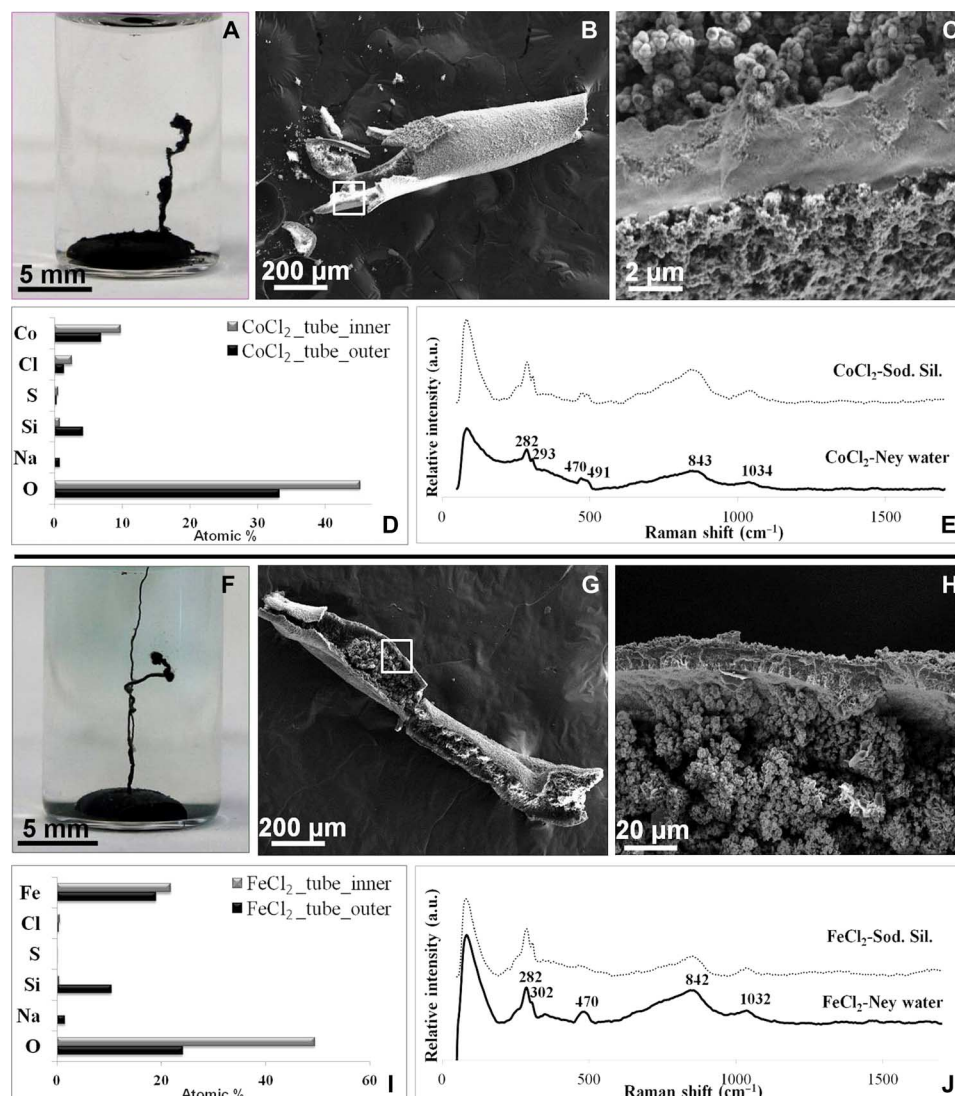 A
5 mm
B
200 µm
C
2 µm
CoCl₂_tube_inner
CoCl₂_tube_outer
Co
Cl
S
Si
Na
O
0 10 20 30 40
Atomic %
D
Relative intensity (a.u.)
CoCl₂-Sod. Sil.
CoCl₂-Ney water
282
293
470
491
843
1034
500 1000 1500
Raman shift (cm⁻¹)
E
F
5 mm
G
200 µm
H
20 µm
FeCl₂_tube_inner
FeCl₂_tube_outer
Fe
Cl
S
Si
Na
O
0 20 40 60
Atomic %
I
Relative intensity (a.u.)
FeCl₂-Sod. Sil.
FeCl₂-Ney water
282
302
470
842
1032
500 1000 1500
Raman shift (cm⁻¹)
J